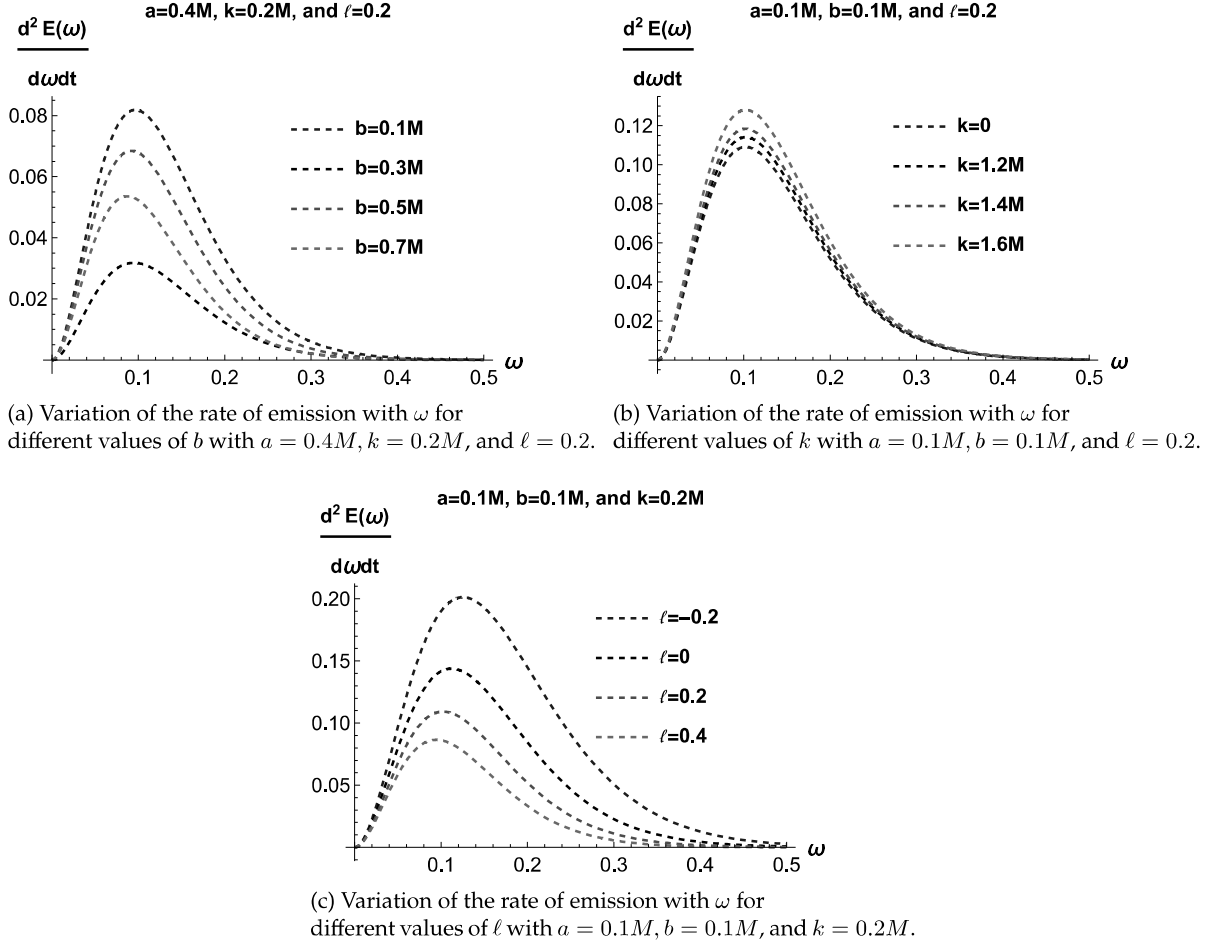 a=0.4M, k=0.2M, and ℓ=0.2
d² E(ω)
dωdt
0.08
0.06
0.04
0.02
0.1 0.2 0.3 0.4 0.5 ω
b=0.1M
b=0.3M
b=0.5M
b=0.7M
(a) Variation of the rate of emission with ω for
different values of b with a = 0.4M, k = 0.2M, and ℓ = 0.2.
a=0.1M, b=0.1M, and ℓ=0.2
d² E(ω)
dωdt
0.12
0.10
0.08
0.06
0.04
0.02
0.1 0.2 0.3 0.4 0.5 ω
k=0
k=1.2M
k=1.4M
k=1.6M
(b) Variation of the rate of emission with ω for
different values of k with a = 0.1M, b = 0.1M, and ℓ = 0.2.
a=0.1M, b=0.1M, and k=0.2M
d² E(ω)
dωdt
0.20
0.15
0.10
0.05
0.1 0.2 0.3 0.4 0.5 ω
ℓ=−0.2
ℓ=0
ℓ=0.2
ℓ=0.4
(c) Variation of the rate of emission with ω for
different values of ℓ with a = 0.1M, b = 0.1M, and k = 0.2M.